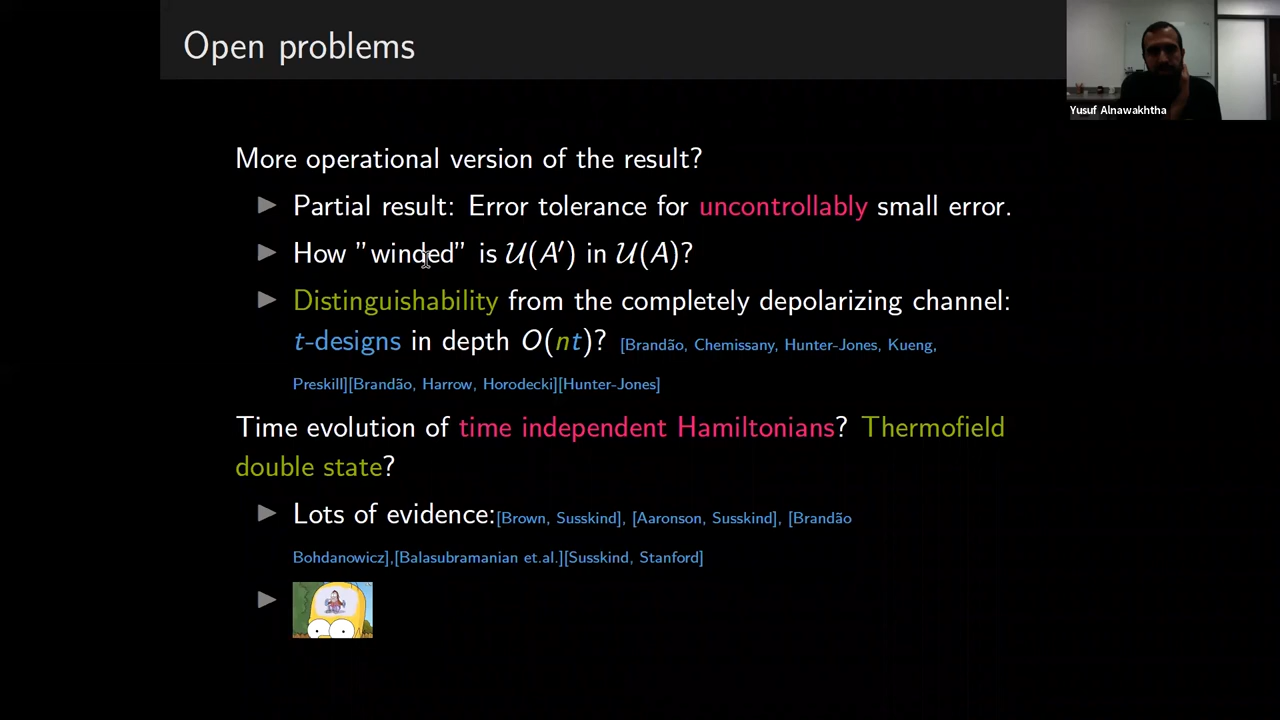 Open problems
Yusuf Alnawakhtha
More operational version of the result?
▶ Partial result: Error tolerance for uncontrollably small error.
▶ How "winded" is 𝒰(A′) in 𝒰(A)?
▶ Distinguishability from the completely depolarizing channel:
t-designs in depth O(nt)? [Brandão, Chemissany, Hunter-Jones, Kueng,
Preskill][Brandão, Harrow, Horodecki][Hunter-Jones]
Time evolution of time independent Hamiltonians? Thermofield
double state?
▶ Lots of evidence:[Brown, Susskind], [Aaronson, Susskind], [Brandão
Bohdanowicz],[Balasubramanian et.al.][Susskind, Stanford]
▶